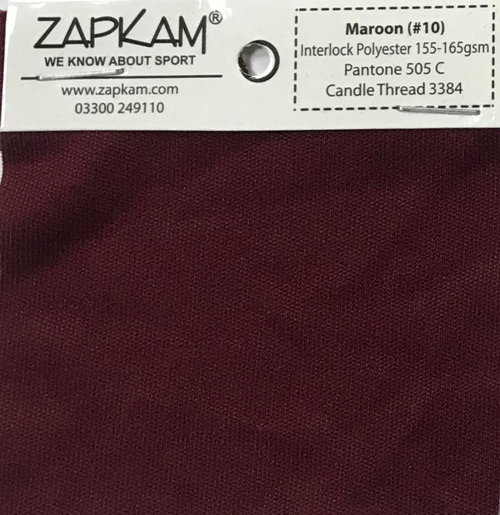 ZAPKAM®
WE KNOW ABOUT SPORT
www.zapkam.com
03300 249110
Maroon (#10)
Interlock Polyester 155-165gsm
Pantone 505 C
Candle Thread 3384